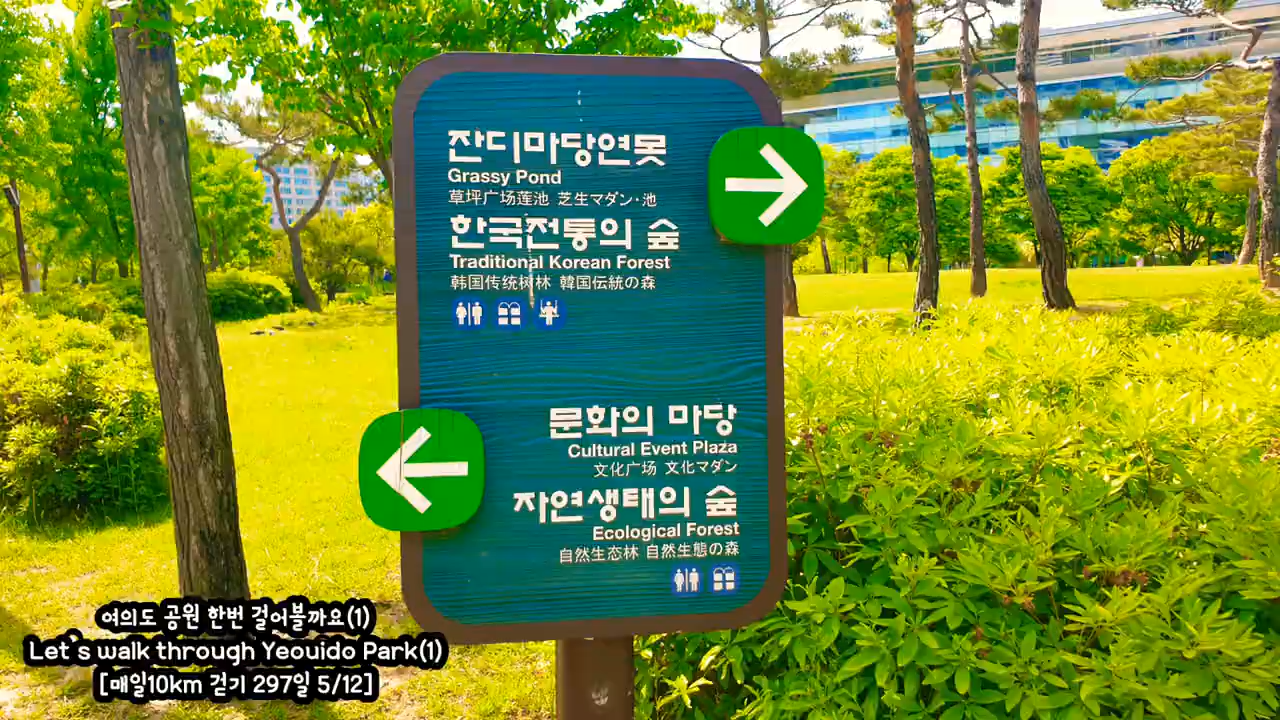 잔디마당연못
Grassy Pond
草坪广场莲池 芝生マダン·池
한국전통의 숲
Traditional Korean Forest
韩国传统树林 韓国伝統の森
문화의 마당
Cultural Event Plaza
文化广场 文化マダン
자연생태의 숲
Ecological Forest
自然生态林 自然生態の森
여의도 공원 한번 걸어볼까요(1)
Let's walk through Yeouido Park(1)
[매일10km 걷기 297일 5/12]